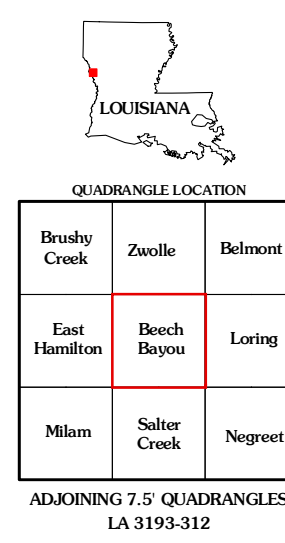 LOUISIANA
QUADRANGLE LOCATION
Brushy
Creek
Zwolle
Belmont
East
Hamilton
Beech
Bayou
Loring
Milam
Salter
Creek
Negreet
ADJOINING 7.5' QUADRANGLES
LA 3193-312